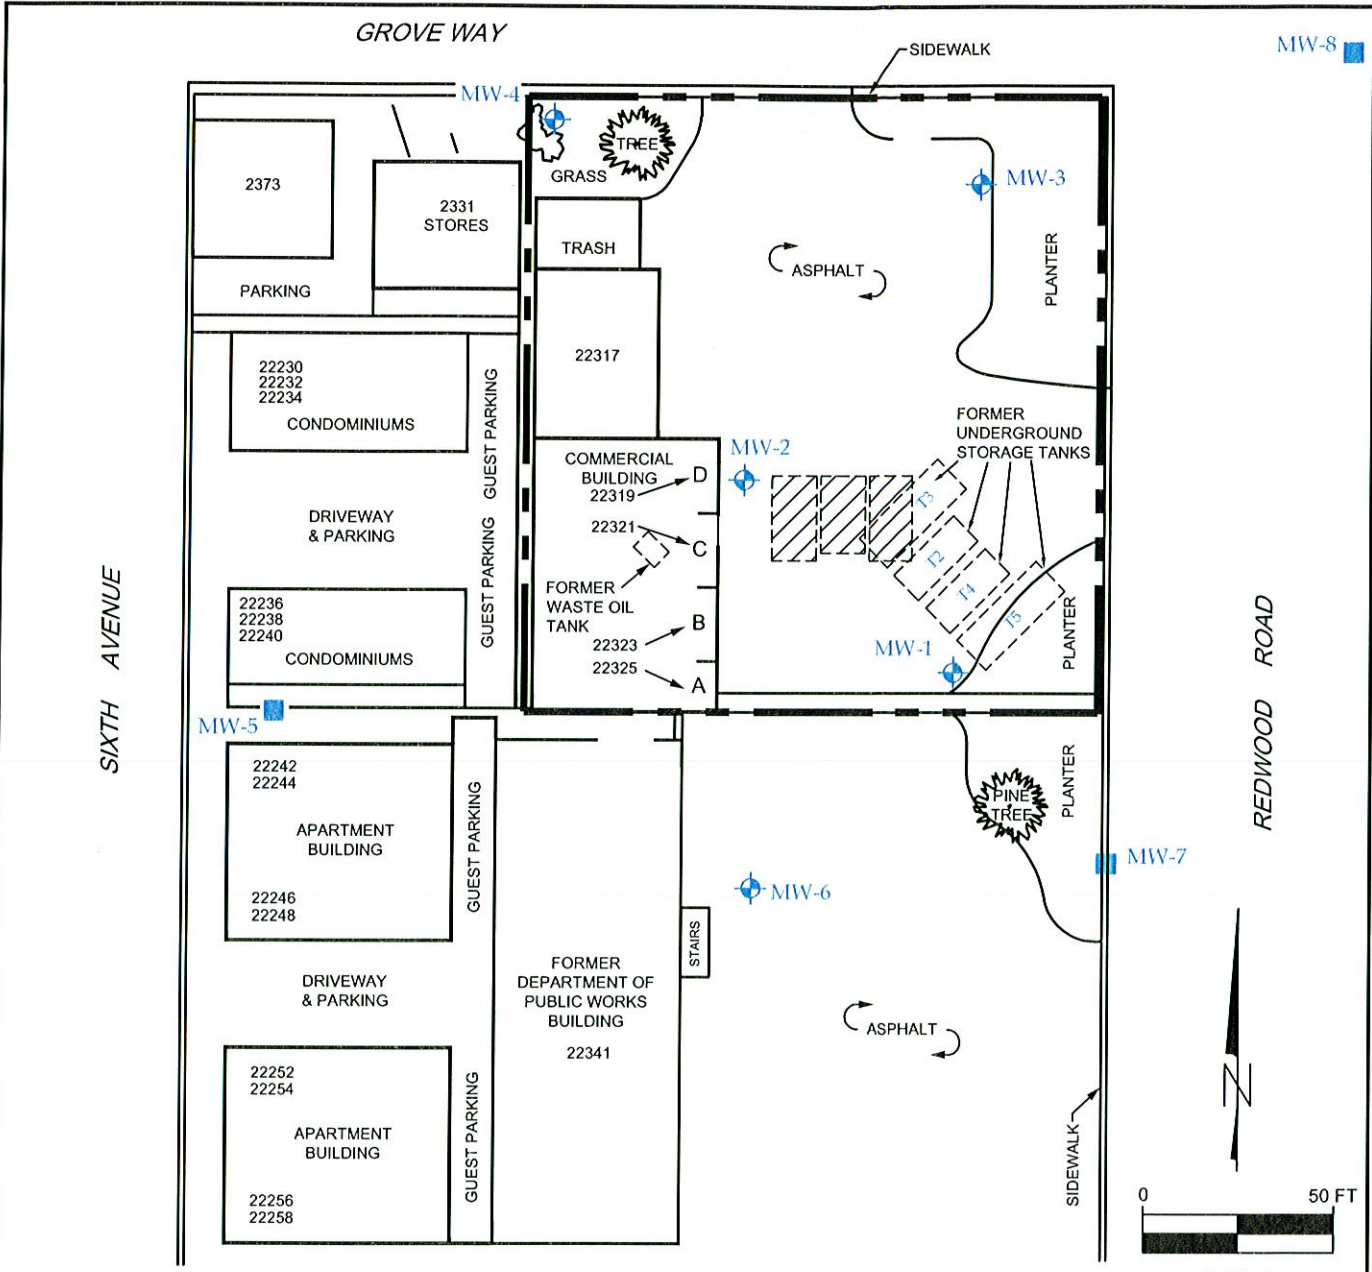 GROVE WAY
SIDEWALK
MW-8
MW-4
TREE
GRASS
MW-3
2373
2331
STORES
TRASH
ASPHALT
PLANTER
PARKING
22317
22230
22232
22234
CONDOMINIUMS
GUEST PARKING
FORMER
UNDERGROUND
STORAGE TANKS
MW-2
COMMERCIAL
BUILDING
22319
D
T3
DRIVEWAY
& PARKING
22321
C
T2
GUEST PARKING
FORMER
WASTE OIL
TANK
T4
T5
SIXTH AVENUE
22236
22238
22240
CONDOMINIUMS
22323
B
22325
A
MW-1
PLANTER
REDWOOD ROAD
MW-5
22242
22244
APARTMENT
BUILDING
22246
22248
GUEST PARKING
PINE
TREE
PLANTER
MW-7
MW-6
STAIRS
DRIVEWAY
& PARKING
FORMER
DEPARTMENT OF
PUBLIC WORKS
BUILDING
22341
ASPHALT
22252
22254
APARTMENT
BUILDING
22256
22258
GUEST PARKING
SIDEWALK
N
0 50 FT